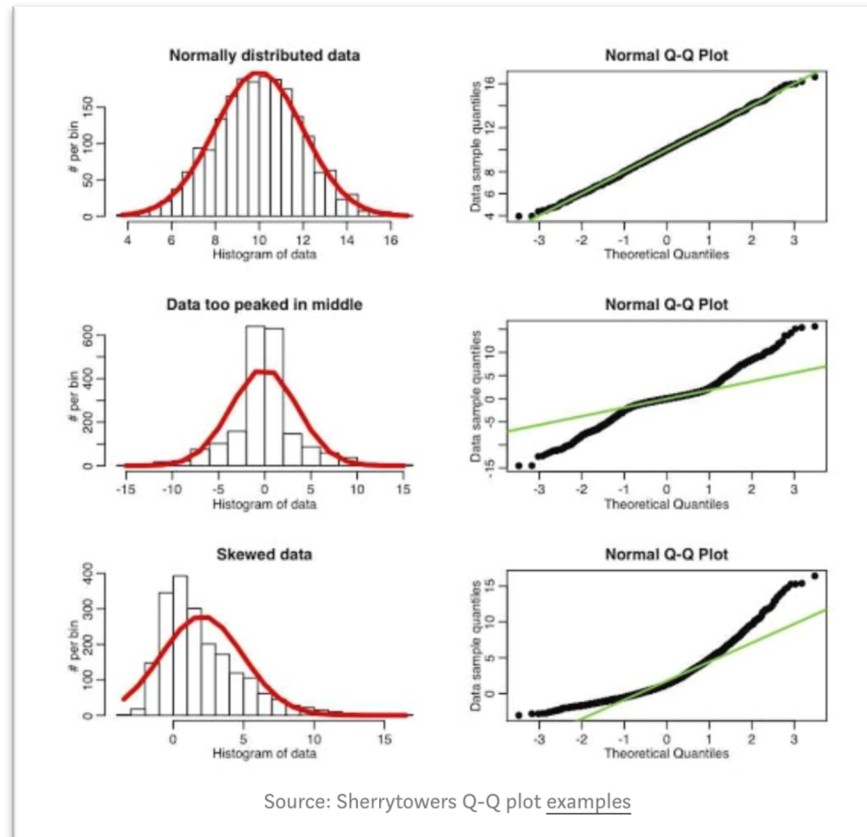 Normally distributed data
# per bin
150
100
50
0
4 6 8 10 12 14 16
Histogram of data
Normal Q-Q Plot
Data sample quantiles
16
12
8
6
4
-3 -2 -1 0 1 2 3
Theoretical Quantiles
Data too peaked in middle
# per bin
600
400
200
0
-15 -10 -5 0 5 10 15
Histogram of data
Normal Q-Q Plot
Data sample quantiles
10
5
0
-5
-15
-3 -2 -1 0 1 2 3
Theoretical Quantiles
Skewed data
# per bin
400
300
200
100
0
0 5 10 15
Histogram of data
Normal Q-Q Plot
Data sample quantiles
15
10
5
0
-3 -2 -1 0 1 2 3
Theoretical Quantiles
Source: Sherrytowers Q-Q plot examples